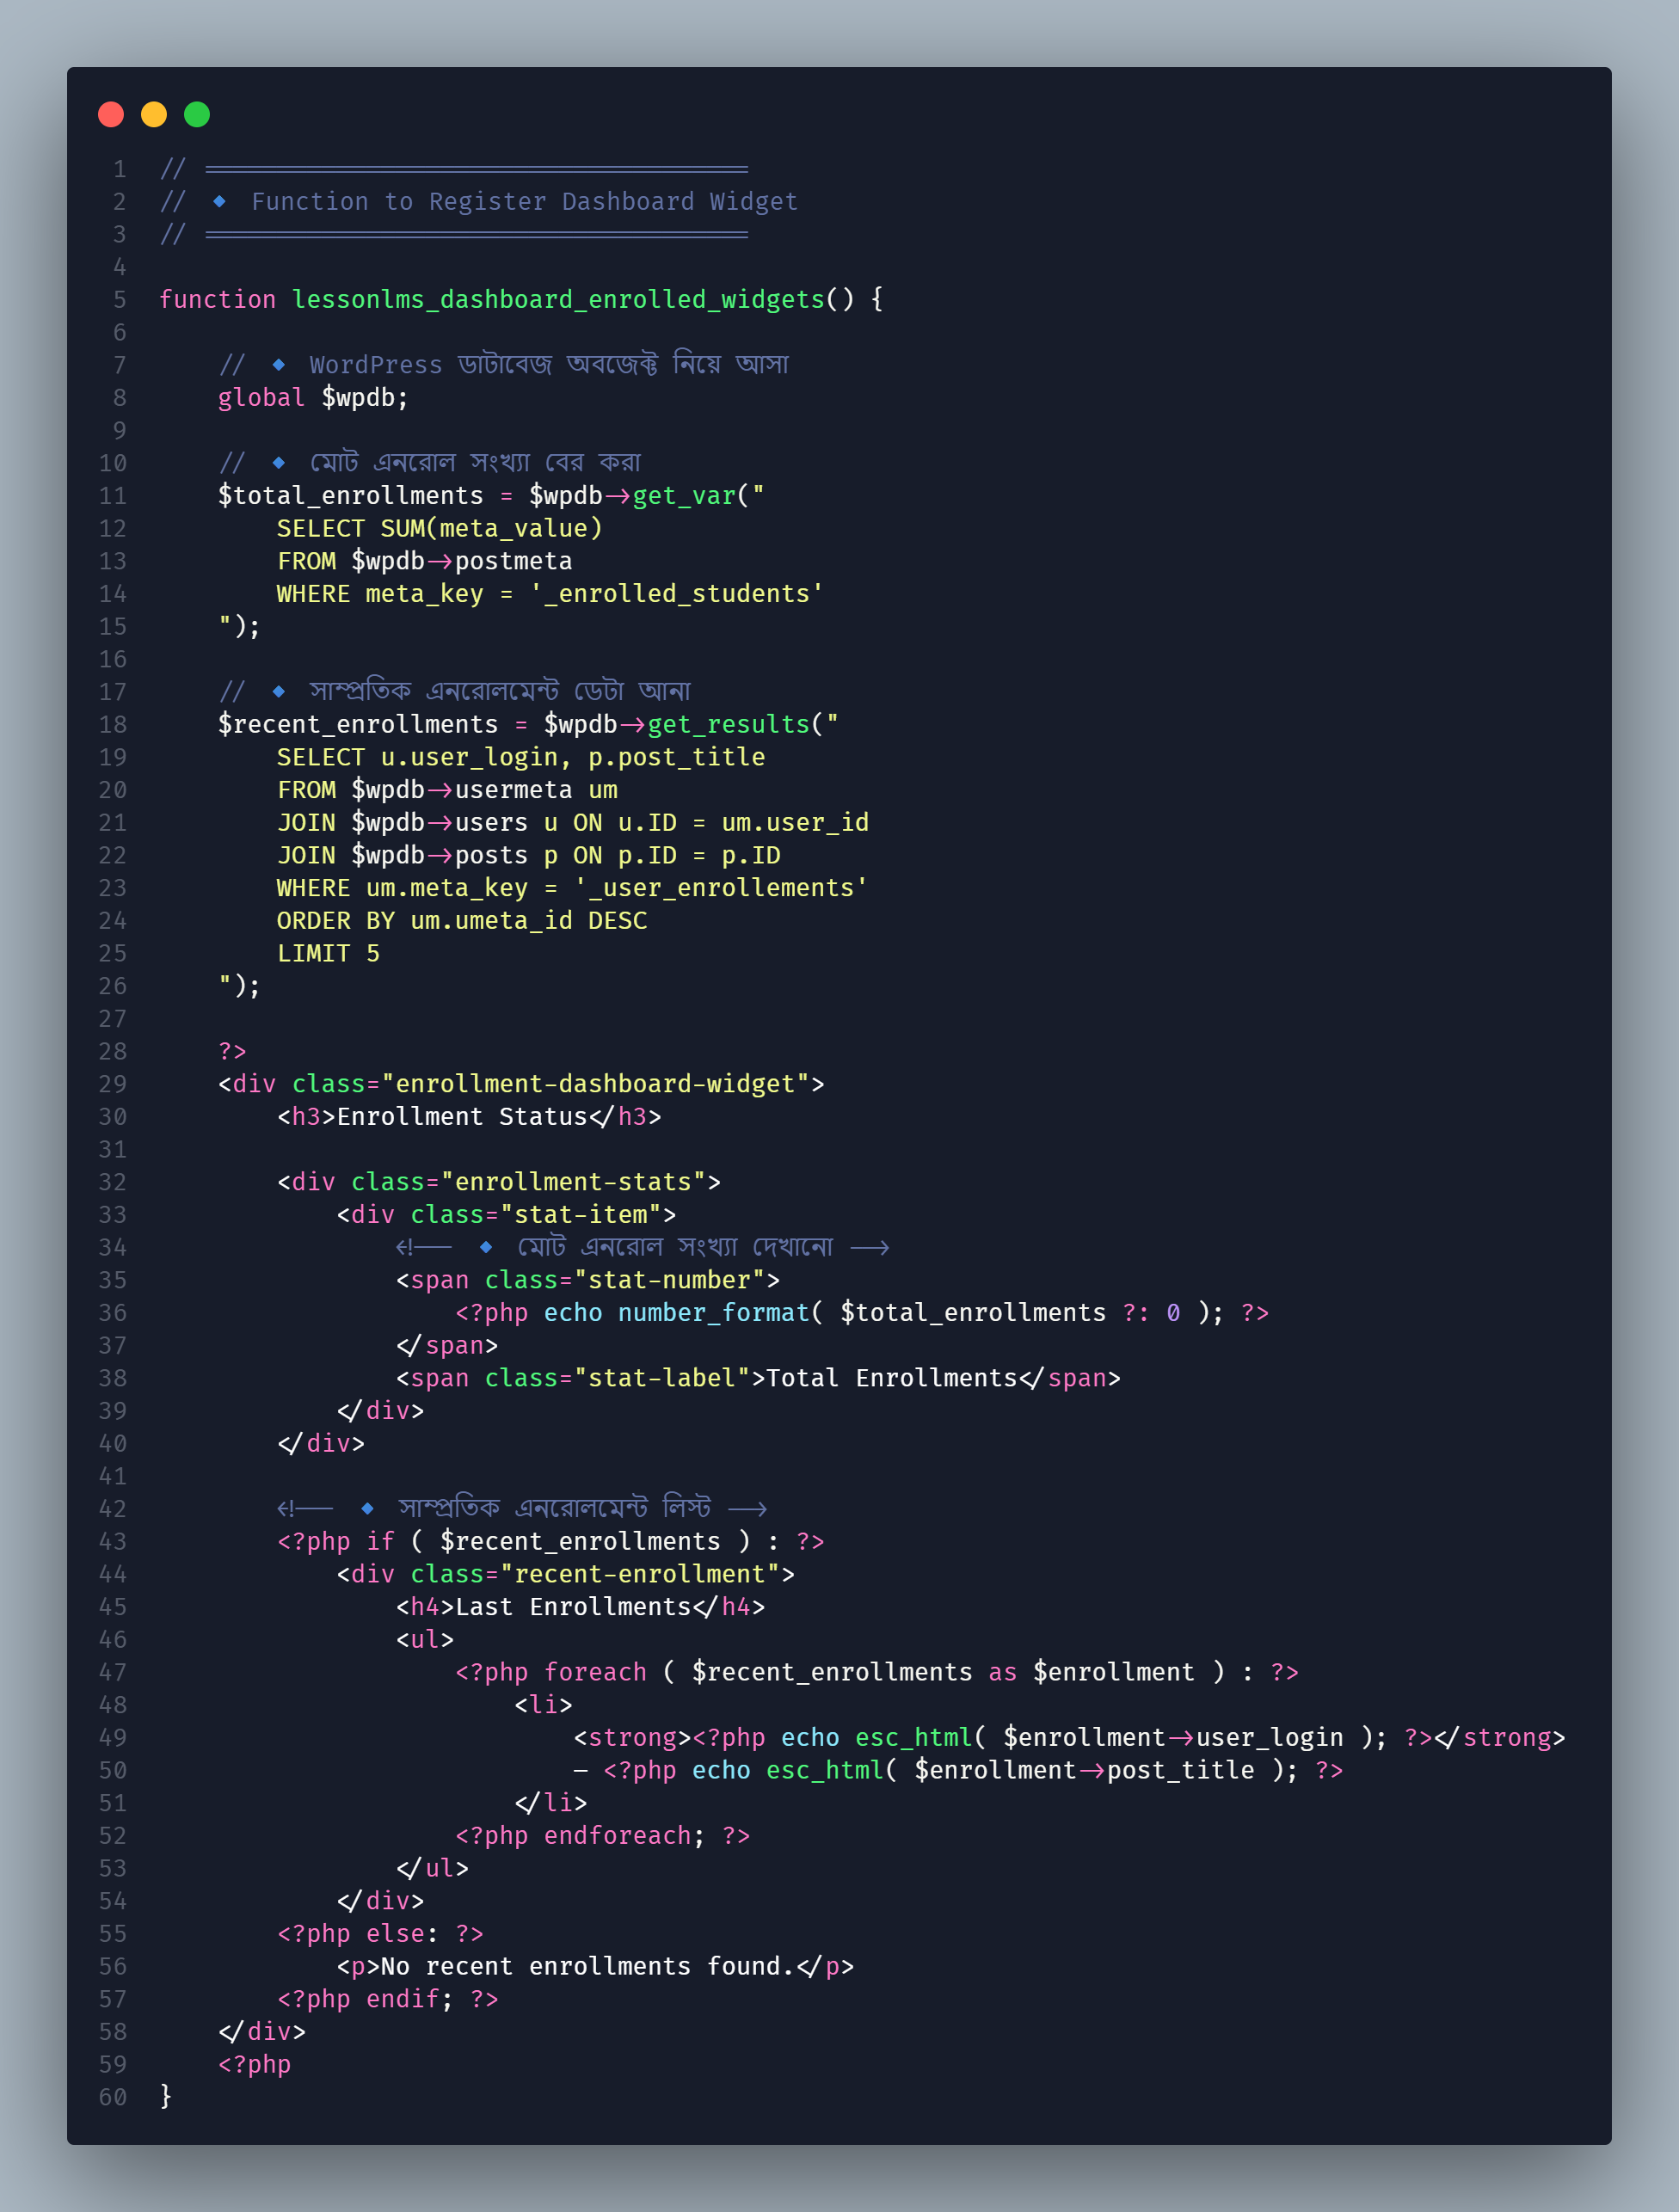 1 // =====================================
2 // 🔹 Function to Register Dashboard Widget
3 // =====================================
4
5 function lessonlms_dashboard_enrolled_widgets() {
6
7     // 🔹 WordPress ডাটাবেজ অবজেক্ট নিয়ে আসা
8     global $wpdb;
9
10     // 🔹 মোট এনরোল সংখ্যা বের করা
11     $total_enrollments = $wpdb->get_var("
12         SELECT SUM(meta_value)
13         FROM $wpdb->postmeta
14         WHERE meta_key = '_enrolled_students'
15     ");
16
17     // 🔹 সাম্প্রতিক এনরোলমেন্ট ডেটা আনা
18     $recent_enrollments = $wpdb->get_results("
19         SELECT u.user_login, p.post_title
20         FROM $wpdb->usermeta um
21         JOIN $wpdb->users u ON u.ID = um.user_id
22         JOIN $wpdb->posts p ON p.ID = p.ID
23         WHERE um.meta_key = '_user_enrollements'
24         ORDER BY um.umeta_id DESC
25         LIMIT 5
26     ");
27
28     ?>
29     <div class="enrollment-dashboard-widget">
30         <h3>Enrollment Status</h3>
31
32         <div class="enrollment-stats">
33             <div class="stat-item">
34                 <!-- 🔹 মোট এনরোল সংখ্যা দেখানো -->
35                 <span class="stat-number">
36                     <?php echo number_format( $total_enrollments ?: 0 ); ?>
37                 </span>
38                 <span class="stat-label">Total Enrollments</span>
39             </div>
40         </div>
41
42         <!-- 🔹 সাম্প্রতিক এনরোলমেন্ট লিস্ট -->
43         <?php if ( $recent_enrollments ) : ?>
44             <div class="recent-enrollment">
45                 <h4>Last Enrollments</h4>
46                 <ul>
47                     <?php foreach ( $recent_enrollments as $enrollment ) : ?>
48                         <li>
49                             <strong><?php echo esc_html( $enrollment->user_login ); ?></strong>
50                             – <?php echo esc_html( $enrollment->post_title ); ?>
51                         </li>
52                     <?php endforeach; ?>
53                 </ul>
54             </div>
55         <?php else: ?>
56             <p>No recent enrollments found.</p>
57         <?php endif; ?>
58     </div>
59     <?php
60 }